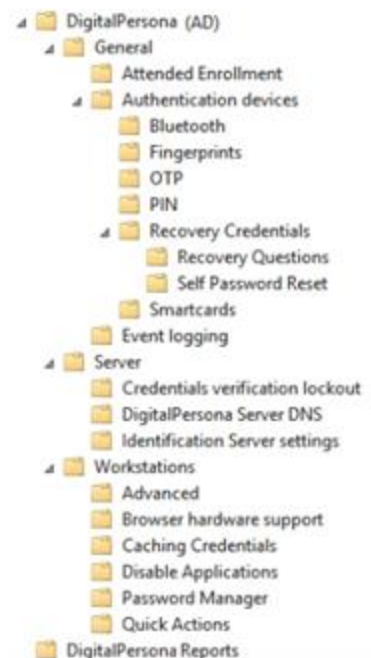 DigitalPersona (AD)
General
Attended Enrollment
Authentication devices
Bluetooth
Fingerprints
OTP
PIN
Recovery Credentials
Recovery Questions
Self Password Reset
Smartcards
Event logging
Server
Credentials verification lockout
DigitalPersona Server DNS
Identification Server settings
Workstations
Advanced
Browser hardware support
Caching Credentials
Disable Applications
Password Manager
Quick Actions
DigitalPersona Reports